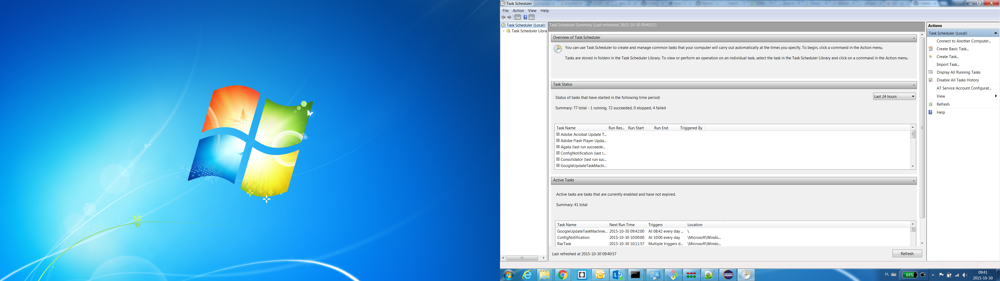 Task Scheduler
File Action View Help
Task Scheduler (Local)
Task Scheduler Libra
Task Scheduler Summary (Last refreshed: 2015-10-30 09:40:57)
Overview of Task Scheduler
You can use Task Scheduler to create and manage common tasks that your computer will carry out automatically at the times you specify. To begin, click a command in the Action menu.
Tasks are stored in folders in the Task Scheduler Library. To view or perform an operation on an individual task, select the task in the Task Scheduler Library and click on a command in the Action menu.
Task Status
Status of tasks that have started in the following time period:
Last 24 hours
Summary: 77 total - 1 running, 72 succeeded, 0 stopped, 4 failed
Task Name Run Res... Run Start Run End Triggered By
Adobe Acrobat Update T...
Adobe Flash Player Upda...
Agata (last run succeede...
ConfigNotification (last r...
Consolidator (last run suc...
GoogleUpdateTaskMachi...
Active Tasks
Active tasks are tasks that are currently enabled and have not expired.
Summary: 41 total
Task Name Next Run Time Triggers Location
GoogleUpdateTaskMachine... 2015-10-30 09:42:00 At 08:42 every day ... \
ConfigNotification 2015-10-30 10:00:00 At 10:00 every day \Microsoft\Windo...
RacTask 2015-10-30 10:11:57 Multiple triggers d... \Microsoft\Windo...
Last refreshed at 2015-10-30 09:40:57
Refresh
Actions
Task Scheduler (Local)
Connect to Another Computer...
Create Basic Task...
Create Task...
Import Task...
Display All Running Tasks
Disable All Tasks History
AT Service Account Configurat...
View
Refresh
Help
PL
84%
09:41
2015-10-30